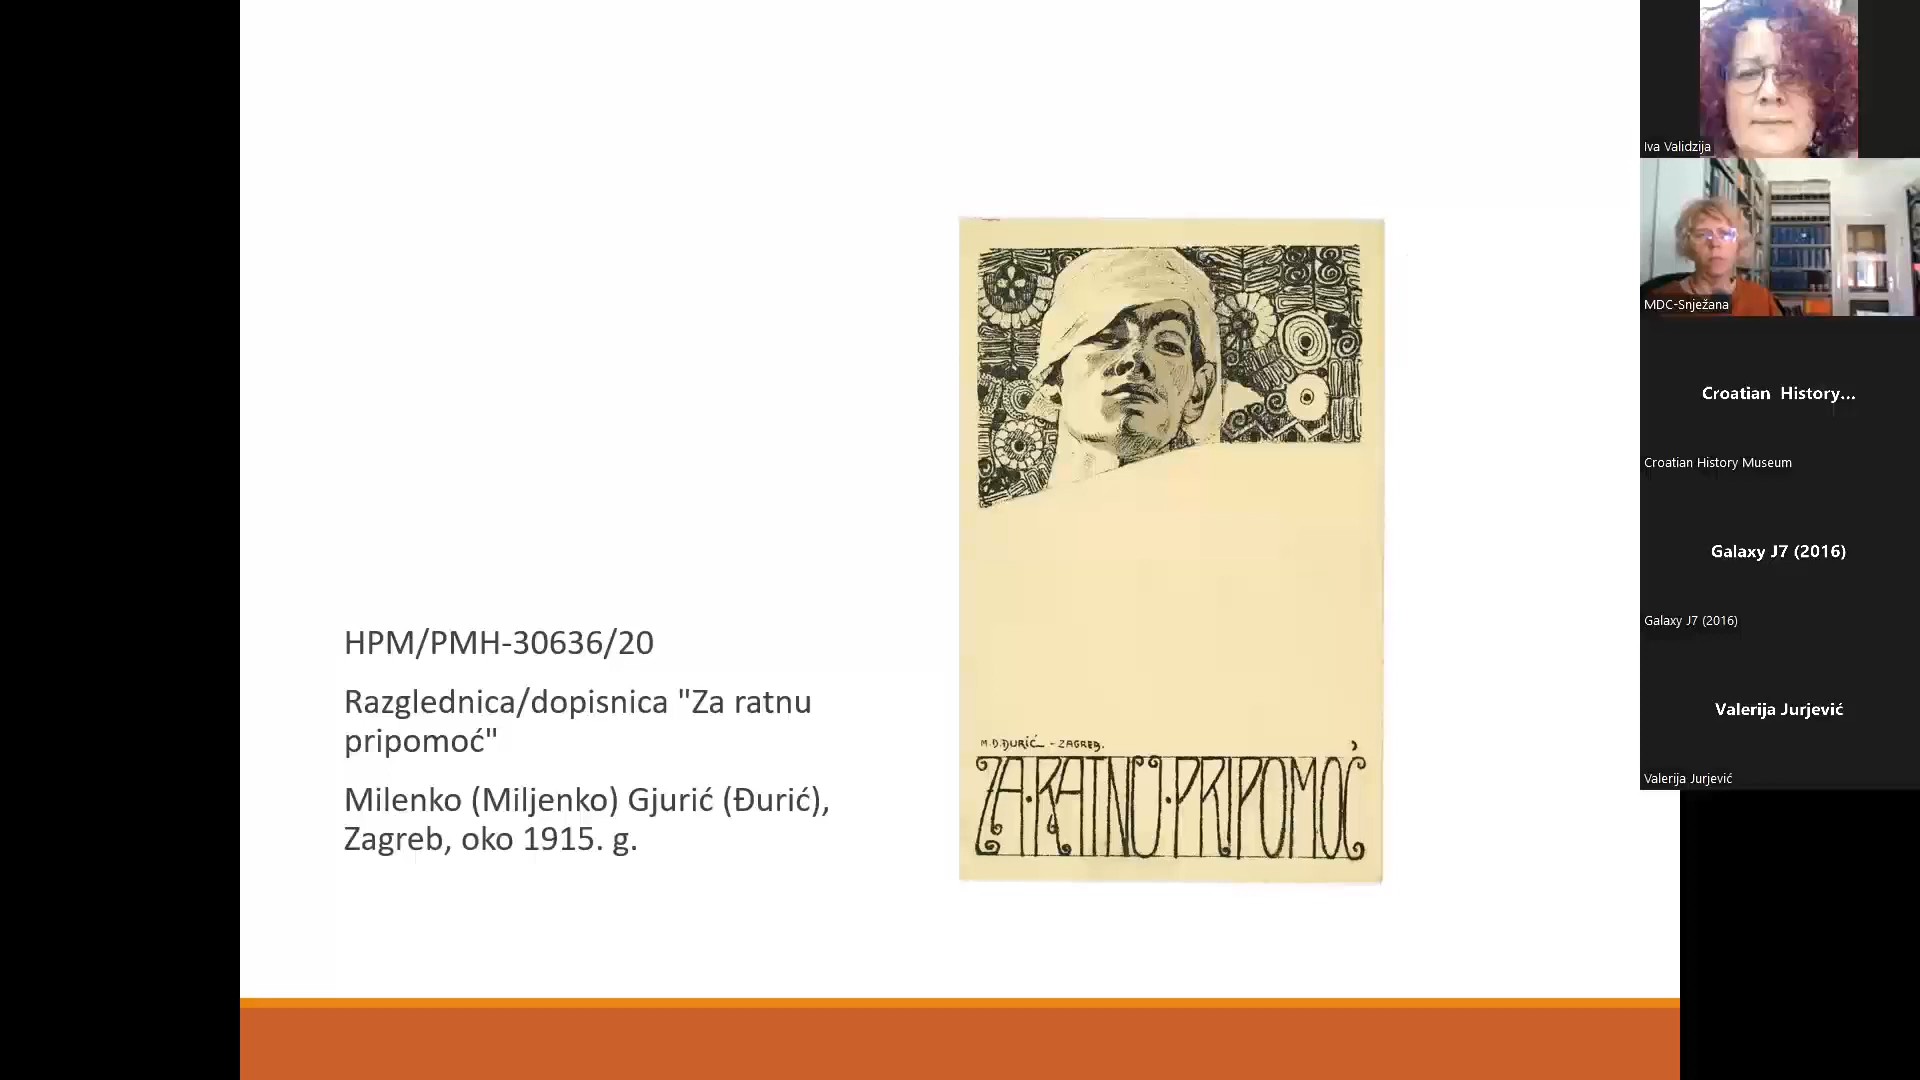 HPM/PMH-30636/20
Razglednica/dopisnica "Za ratnu
pripomoć"
Milenko (Miljenko) Gjurić (Đurić),
Zagreb, oko 1915. g.
M.Đ.ĐURIĆ - ZAGREB.
ZA·RATNU·PRIPOMOĆ
Iva Validzija
MDC-Snježana
Croatian History...
Croatian History Museum
Galaxy J7 (2016)
Galaxy J7 (2016)
Valerija Jurjević
Valerija Jurjević